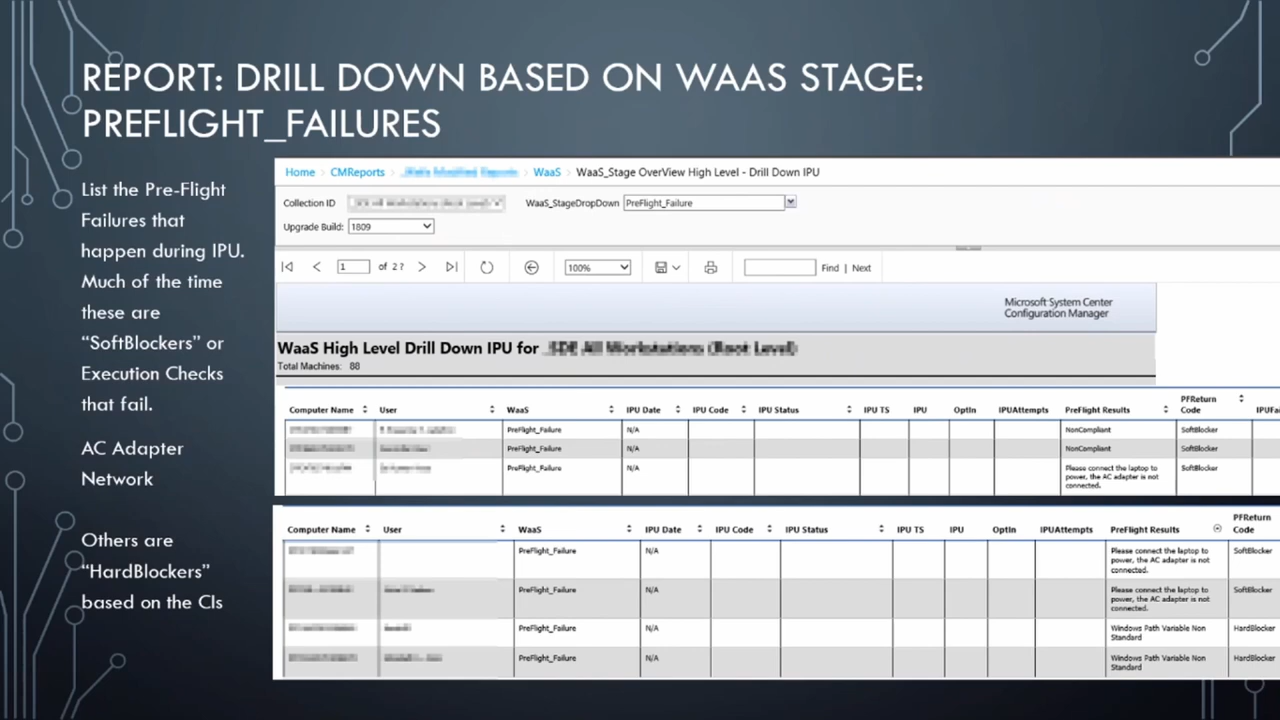 REPORT: DRILL DOWN BASED ON WAAS STAGE:
PREFLIGHT_FAILURES
List the Pre-Flight
Failures that
happen during IPU.
Much of the time
these are
“SoftBlockers” or
Execution Checks
that fail.
AC Adapter
Network
Others are
“HardBlockers”
based on the CIs
Home > CMReports > > WaaS > WaaS_Stage OverView High Level - Drill Down IPU
Collection ID WaaS_StageDropDown PreFlight_Failure
Upgrade Build: 1809
1 of 2 ? 100% Find | Next
Microsoft System Center
Configuration Manager
WaaS High Level Drill Down IPU for
Total Machines: 88
Computer Name User WaaS IPU Date IPU Code IPU Status IPU TS IPU OptIn IPUAttempts PreFlight Results PFReturn Code IPUFai
PreFlight_Failure N/A NonCompliant SoftBlocker
PreFlight_Failure N/A NonCompliant SoftBlocker
PreFlight_Failure N/A Please connect the laptop to SoftBlocker
power, the AC adapter is not
connected.
Computer Name User WaaS IPU Date IPU Code IPU Status IPU TS IPU OptIn IPUAttempts PreFlight Results PFReturn Code
PreFlight_Failure N/A Please connect the laptop to SoftBlocker
power, the AC adapter is not
connected.
PreFlight_Failure N/A Please connect the laptop to SoftBlocker
power, the AC adapter is not
connected.
PreFlight_Failure N/A Windows Path Variable Non HardBlocker
Standard
PreFlight_Failure N/A Windows Path Variable Non HardBlocker
Standard